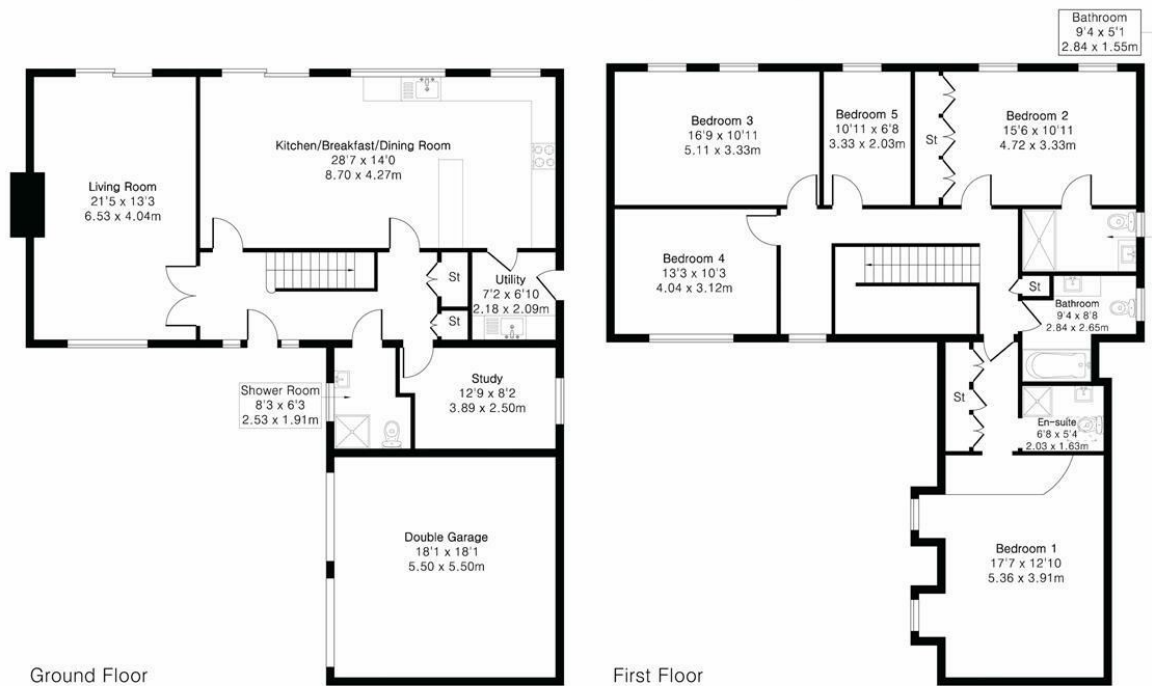 Living Room
21'5 x 13'3
6.53 x 4.04m
Kitchen/Breakfast/Dining Room
28'7 x 14'0
8.70 x 4.27m
St
St
Utility
7'2 x 6'10
2.18 x 2.09m
Shower Room
8'3 x 6'3
2.53 x 1.91m
Study
12'9 x 8'2
3.89 x 2.50m
Double Garage
18'1 x 18'1
5.50 x 5.50m
Ground Floor
Bathroom
9'4 x 5'1
2.84 x 1.55m
Bedroom 3
16'9 x 10'11
5.11 x 3.33m
Bedroom 5
10'11 x 6'8
3.33 x 2.03m
St
Bedroom 2
15'6 x 10'11
4.72 x 3.33m
Bedroom 4
13'3 x 10'3
4.04 x 3.12m
St
Bathroom
9'4 x 8'8
2.84 x 2.65m
St
En-suite
6'8 x 5'4
2.03 x 1.63m
Bedroom 1
17'7 x 12'10
5.36 x 3.91m
First Floor